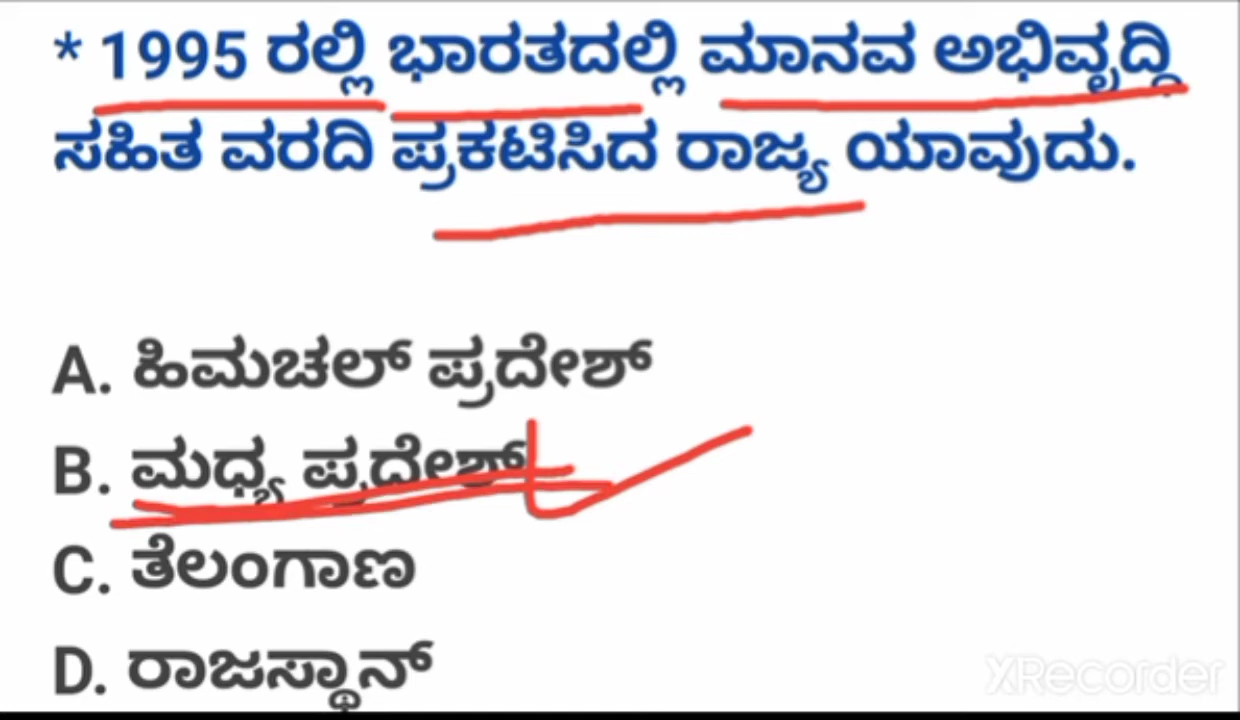 * 1995 ರಲ್ಲಿ ಭಾರತದಲ್ಲಿ ಮಾನವ ಅಭಿವೃದ್ಧಿ
ಸಹಿತ ವರದಿ ಪ್ರಕಟಿಸಿದ ರಾಜ್ಯ ಯಾವುದು.
A. ಹಿಮಚಲ್ ಪ್ರದೇಶ್
B. ಮಧ್ಯ ಪ್ರದೇಶ್
C. ತೆಲಂಗಾಣ
D. ರಾಜಸ್ಥಾನ್
XRecorder